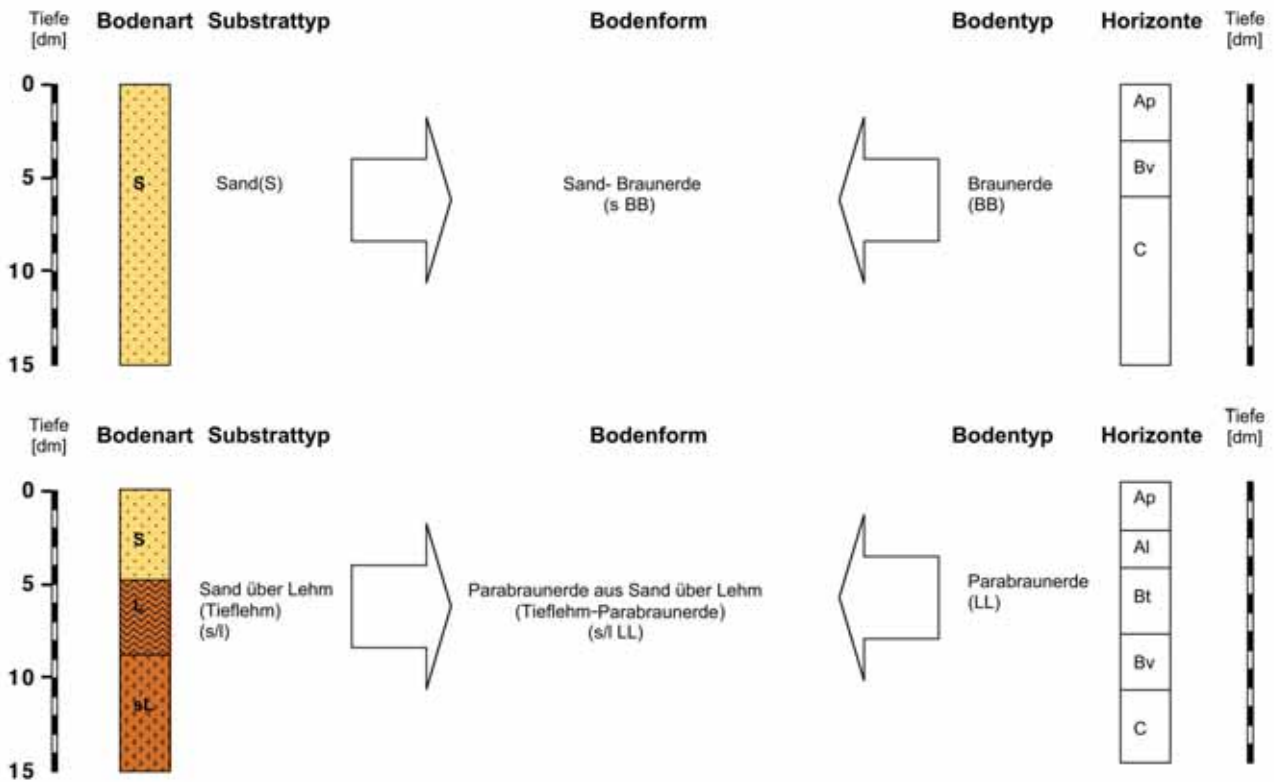 Tiefe [dm] Bodenart Substrattyp Bodenform Bodentyp Horizonte Tiefe [dm]
0
5
10
15
S
Sand(S)
Sand- Braunerde
(s BB)
Braunerde
(BB)
Ap
Bv
C
Tiefe [dm] Bodenart Substrattyp Bodenform Bodentyp Horizonte Tiefe [dm]
0
5
10
15
S
L
sL
Sand über Lehm
(Tieflehm)
(s/l)
Parabraunerde aus Sand über Lehm
(Tieflehm-Parabraunerde)
(s/l LL)
Parabraunerde
(LL)
Ap
Al
Bt
Bv
C